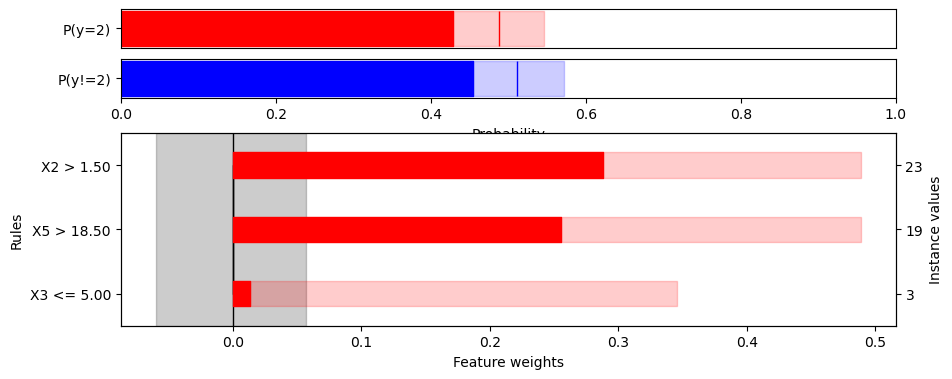 P(y=2)
P(y!=2)
0.0 0.2 0.4 0.6 0.8 1.0
Probability
X2 > 1.50 23
X5 > 18.50 19
X3 <= 5.00 3
Rules
Instance values
0.0 0.1 0.2 0.3 0.4 0.5
Feature weights